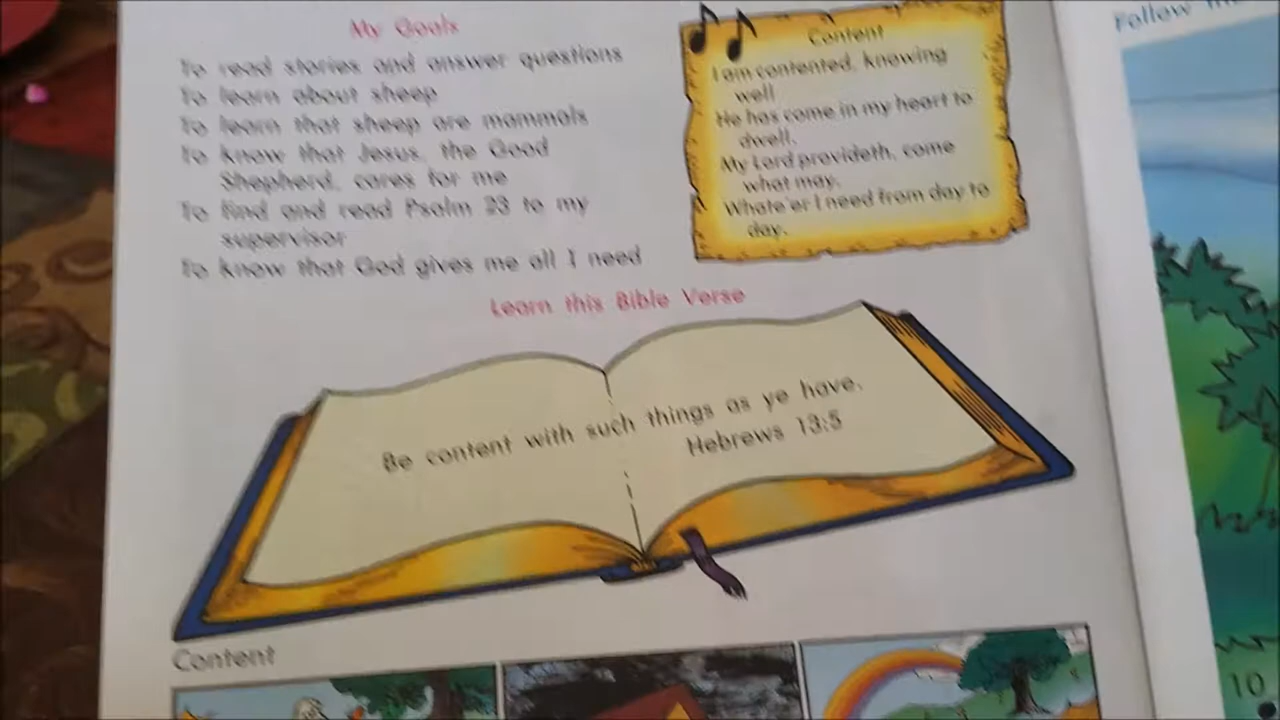 My Goals
To read stories and answer questions
To learn about sheep
To learn that sheep are mammals
To know that Jesus, the Good
Shepherd, cares for me
To find and read Psalm 23 to my
supervisor
To know that God gives me all I need
Content
I am contented, knowing
well
He has come in my heart to
dwell.
My Lord provideth, come
what may,
Whate'er I need from day to
day.
Learn this Bible Verse
Be content with such things as ye have.
Hebrews 13:5
Content
Follow
10